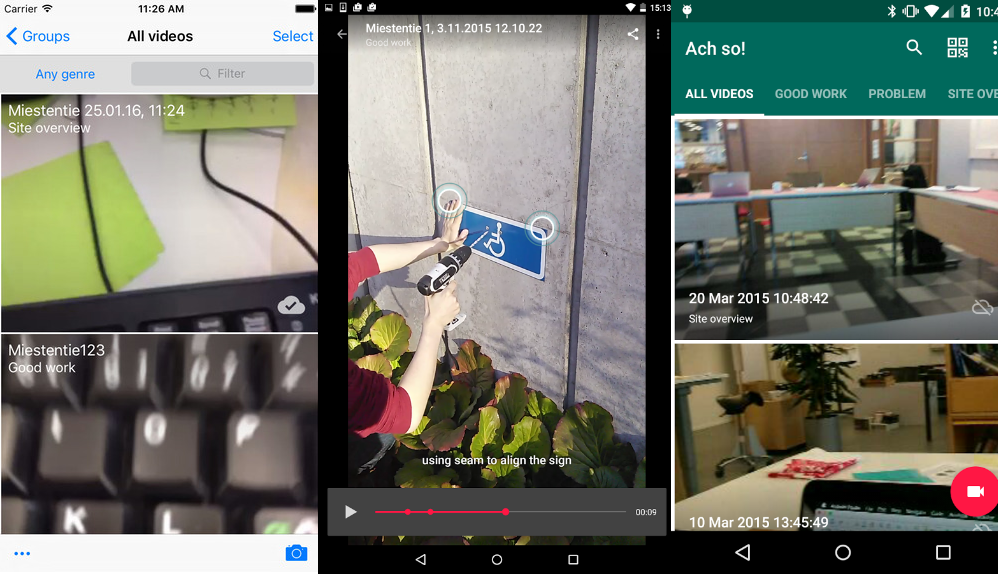 Carrier 11:26 AM
Groups All videos Select
Any genre Filter
Miestentie 25.01.16, 11:24
Site overview
Miestentie123
Good work
I O P
K L
15:13
Miestentie 1, 3.11.2015 12.10.22
Good work
using seam to align the sign
00:09
10:4
Ach so!
ALL VIDEOS GOOD WORK PROBLEM SITE OVE
20 Mar 2015 10:48:42
Site overview
10 Mar 2015 13:45:49